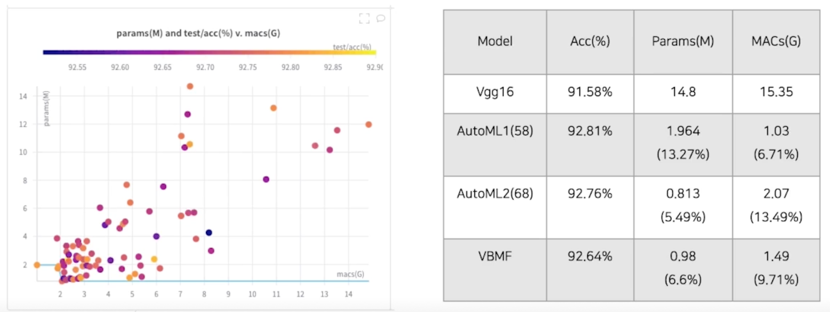 params(M) and test/acc(%) v. macs(G)
test/acc(%)
92.55 92.60 92.65 92.70 92.75 92.80 92.85 92.90
params(M)
14
12
10
8
6
4
2
macs(G)
2 3 4 5 6 7 8 9 10 11 12 13 14
Model Acc(%) Params(M) MACs(G)
Vgg16 91.58% 14.8 15.35
AutoML1(58) 92.81% 1.964 1.03
(13.27%) (6.71%)
AutoML2(68) 92.76% 0.813 2.07
(5.49%) (13.49%)
VBMF 92.64% 0.98 1.49
(6.6%) (9.71%)